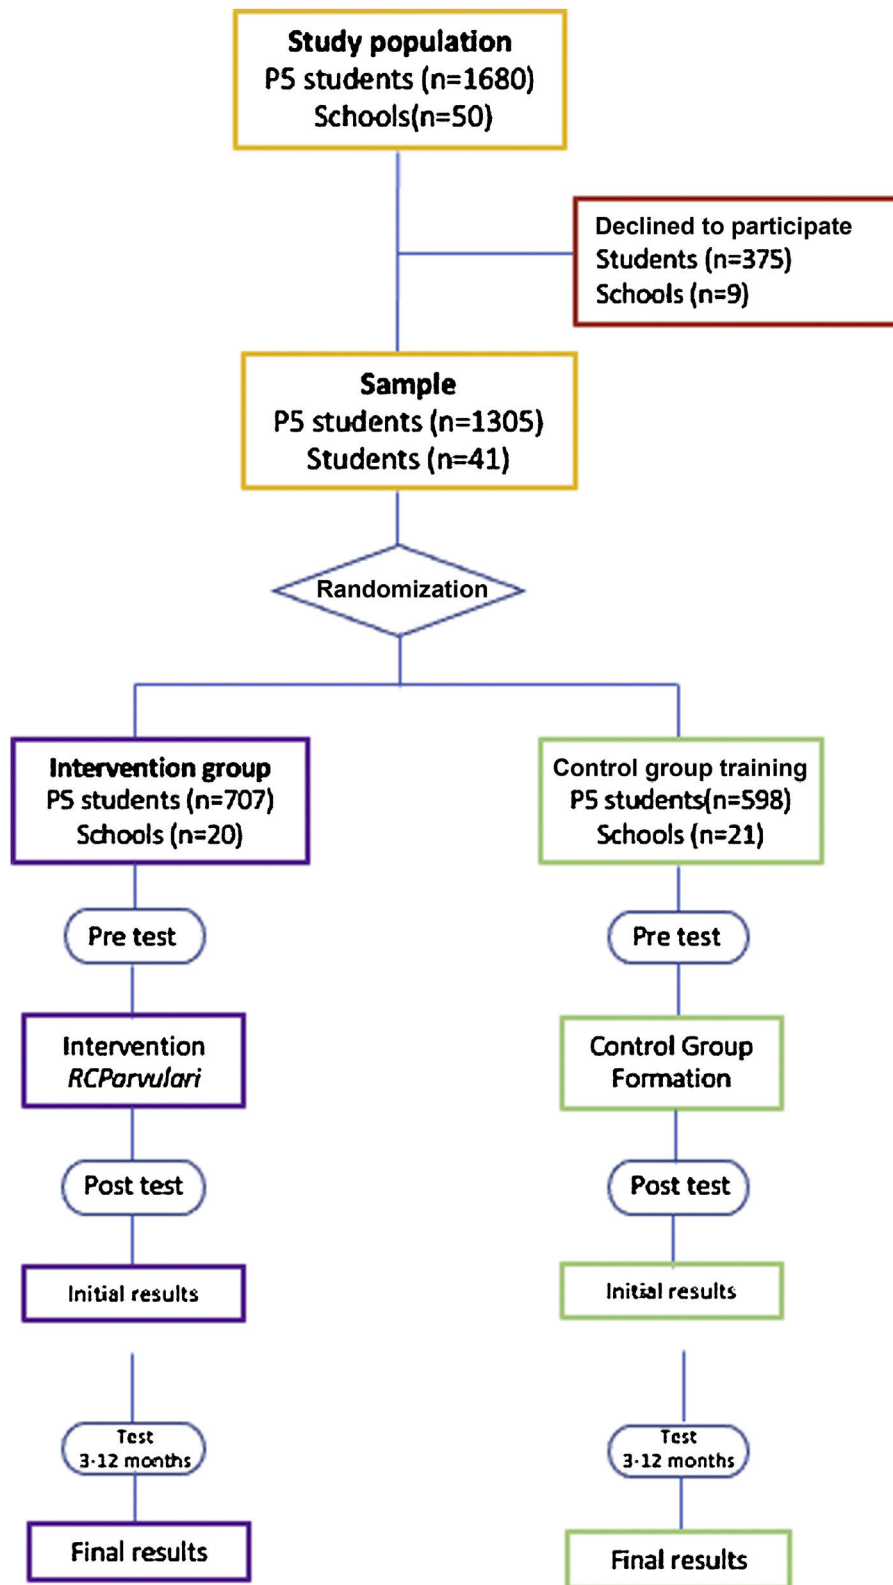 Study population
P5 students (n=1680)
Schools(n=50)
Declined to participate
Students (n=375)
Schools (n=9)
Sample
P5 students (n=1305)
Students (n=41)
Randomization
Intervention group
P5 students (n=707)
Schools (n=20)
Control group training
P5 students(n=598)
Schools (n=21)
Pre test
Pre test
Intervention
RCParvulari
Control Group
Formation
Post test
Post test
Initial results
Initial results
Test
3-12 months
Test
3-12 months
Final results
Final results